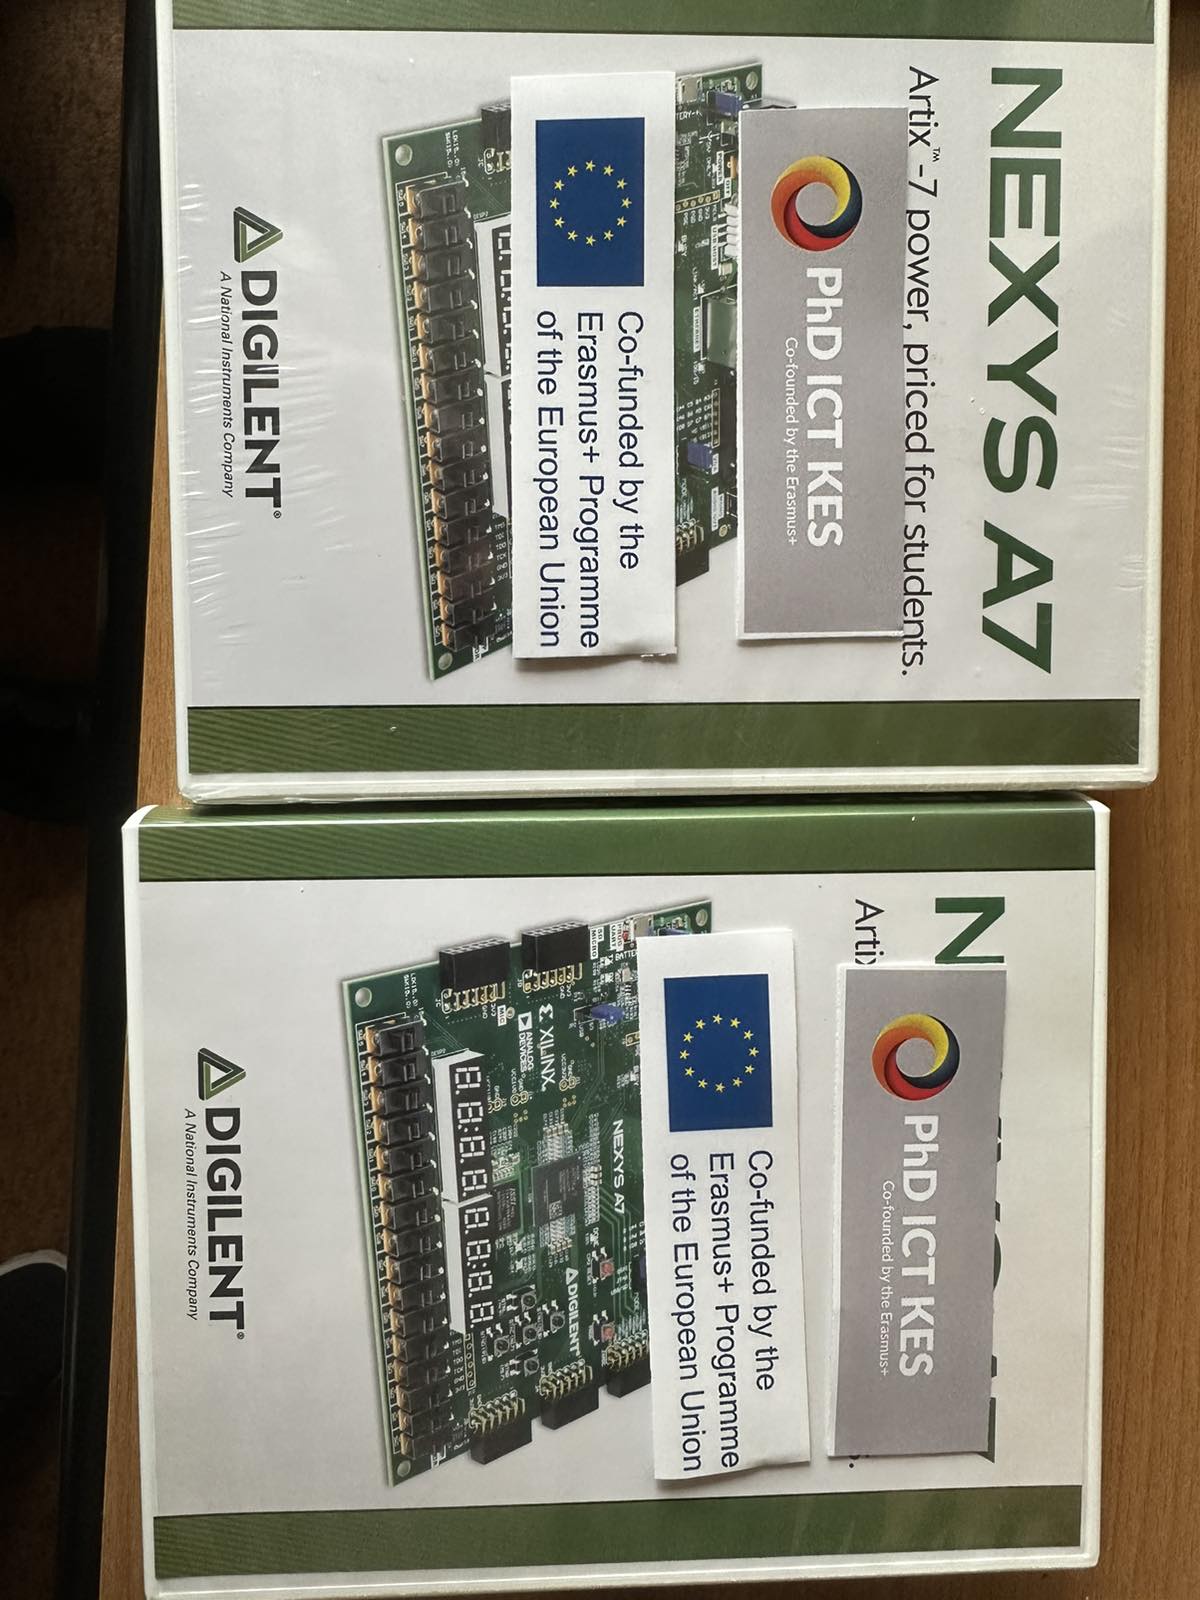 NEXYS A7
Artix™-7 power, priced for students.
PhD ICT KES
Co-founded by the Erasmus+
Co-funded by the
Erasmus+ Programme
of the European Union
DIGILENT®
A National Instruments Company
N
Arti
PhD ICT KES
Co-founded by the Erasmus+
Co-funded by the
Erasmus+ Programme
of the European Union
NEXYS A7
XILINX
ANALOG
DEVICES
DIGILENT
DIGILENT®
A National Instruments Company